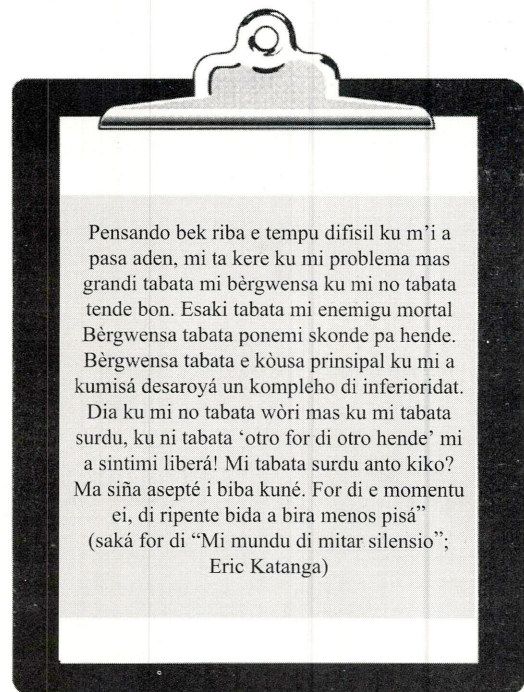 Pensando bek riba e tempu difisil ku m'i a
pasa aden, mi ta kere ku mi problema mas
grandi tabata mi bèrgwensa ku mi no tabata
tende bon. Esaki tabata mi enemigu mortal
Bèrgwensa tabata ponemi skonde pa hende.
Bèrgwensa tabata e kòusa prinsipal ku mi a
kumisá desaroyá un kompleho di inferioridat.
Dia ku mi no tabata wòri mas ku mi tabata
surdu, ku ni tabata 'otro for di otro hende' mi
a sintimi liberá! Mi tabata surdu anto kiko?
Ma siña asepté i biba kuné. For di e momentu
ei, di ripente bida a bira menos pisá"
(saká for di "Mi mundu di mitar silensio";
Eric Katanga)